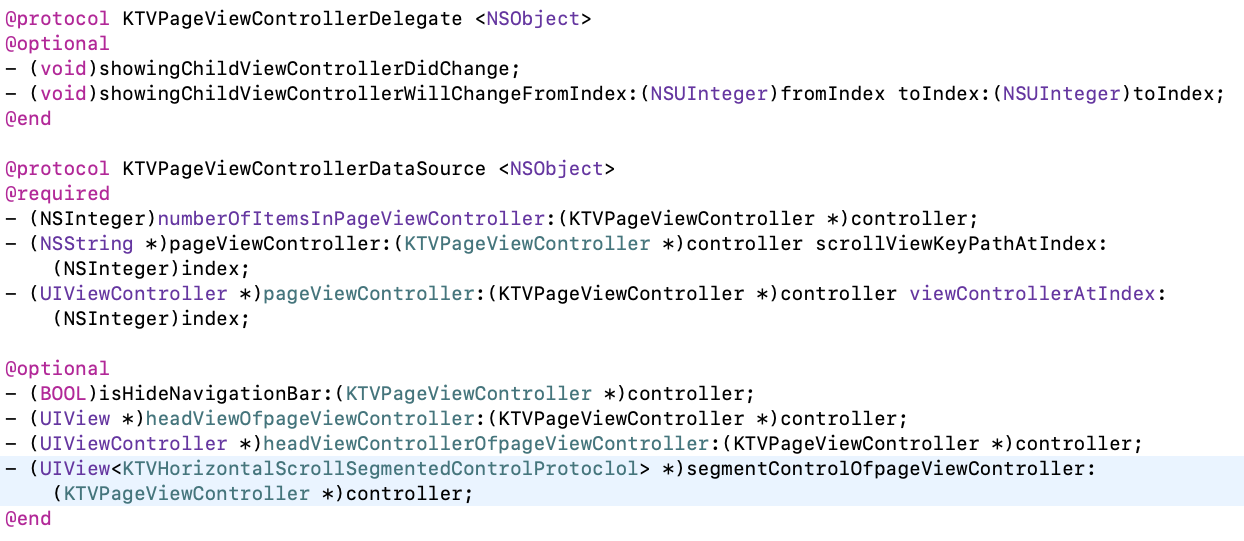 @protocol KTVPageViewControllerDelegate <NSObject>
@optional
- (void)showingChildViewControllerDidChange;
- (void)showingChildViewControllerWillChangeFromIndex:(NSUInteger)fromIndex toIndex:(NSUInteger)toIndex;
@end
@protocol KTVPageViewControllerDataSource <NSObject>
@required
- (NSInteger)numberOfItemsInPageViewController:(KTVPageViewController *)controller;
- (NSString *)pageViewController:(KTVPageViewController *)controller scrollViewKeyPathAtIndex:
(NSInteger)index;
- (UIViewController *)pageViewController:(KTVPageViewController *)controller viewControllerAtIndex:
(NSInteger)index;
@optional
- (BOOL)isHideNavigationBar:(KTVPageViewController *)controller;
- (UIView *)headViewOfpageViewController:(KTVPageViewController *)controller;
- (UIViewController *)headViewControllerOfpageViewController:(KTVPageViewController *)controller;
- (UIView<KTVHorizontalScrollSegmentedControlProtoclol> *)segmentControlOfpageViewController:
(KTVPageViewController *)controller;
@end